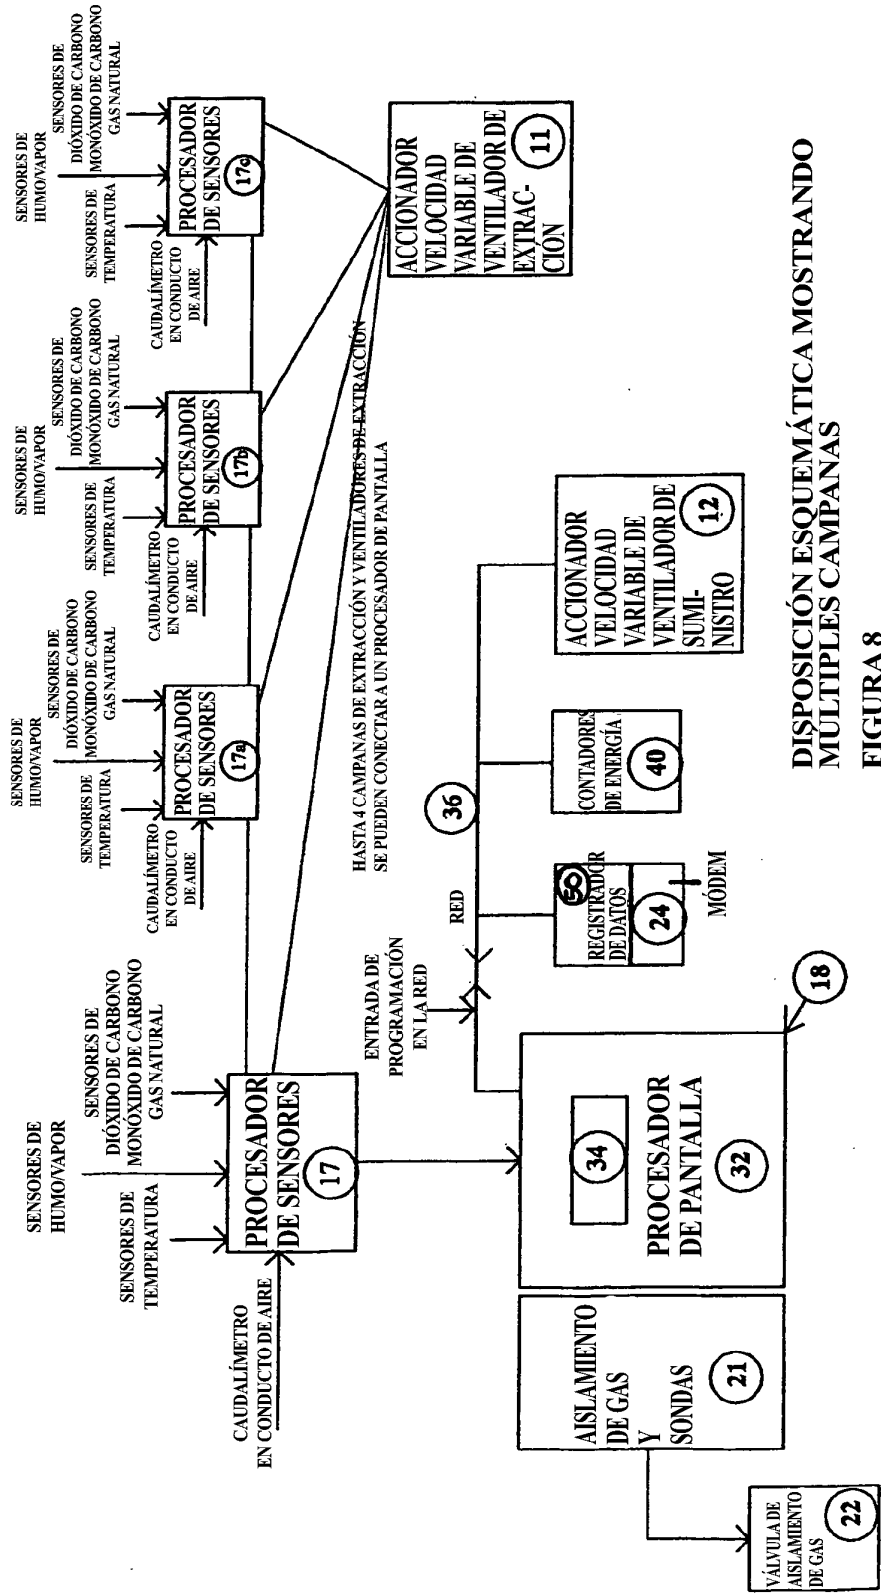 SENSORES DE
HUMO/VAPOR
SENSORES DE
DIÓXIDO DE CARBONO
MONÓXIDO DE CARBONO
GAS NATURAL
SENSORES DE
TEMPERATURA
CAUDALÍMETRO
EN CONDUCTO DE AIRE
PROCESADOR
DE SENSORES
17
SENSORES DE
HUMO/VAPOR
SENSORES DE
DIÓXIDO DE CARBONO
MONÓXIDO DE CARBONO
GAS NATURAL
SENSORES DE
TEMPERATURA
CAUDALÍMETRO
EN CONDUCTO
DE AIRE
PROCESADOR
DE SENSORES
17a
SENSORES DE
HUMO/VAPOR
SENSORES DE
DIÓXIDO DE CARBONO
MONÓXIDO DE CARBONO
GAS NATURAL
SENSORES DE
TEMPERATURA
CAUDALÍMETRO
EN CONDUCTO
DE AIRE
PROCESADOR
DE SENSORES
17b
SENSORES DE
HUMO/VAPOR
SENSORES DE
DIÓXIDO DE CARBONO
MONÓXIDO DE CARBONO
GAS NATURAL
SENSORES DE
TEMPERATURA
CAUDALÍMETRO
EN CONDUCTO
DE AIRE
PROCESADOR
DE SENSORES
17c
HASTA 4 CAMPANAS DE EXTRACCIÓN Y VENTILADORES DE EXTRACCIÓN
SE PUEDEN CONECTAR A UN PROCESADOR DE PANTALLA
ACCIONADOR
VELOCIDAD
VARIABLE DE
VENTILADOR DE
EXTRAC-
CIÓN
11
ENTRADA DE
PROGRAMACIÓN
EN LA RED
RED
36
AISLAMIENTO
DE GAS
Y
SONDAS
21
34
PROCESADOR
DE PANTALLA
32
18
50
REGISTRADOR
DE DATOS
24
MÓDEM
CONTADORES
DE ENERGÍA
40
ACCIONADOR
VELOCIDAD
VARIABLE DE
VENTILADOR DE
SUMI-
NISTRO
12
VÁLVULA DE
AISLAMIENTO
DE GAS
22
DISPOSICIÓN ESQUEMÁTICA MOSTRANDO
MÚLTIPLES CAMPANAS
FIGURA 8